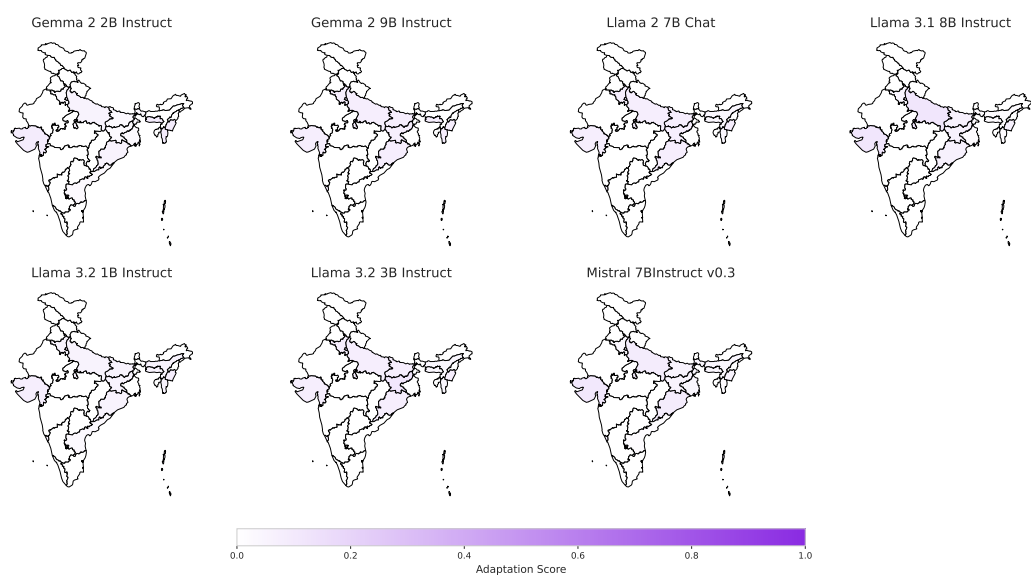 Gemma 2 2B Instruct
Gemma 2 9B Instruct
Llama 2 7B Chat
Llama 3.1 8B Instruct
Llama 3.2 1B Instruct
Llama 3.2 3B Instruct
Mistral 7BInstruct v0.3
0.0 0.2 0.4 0.6 0.8 1.0
Adaptation Score